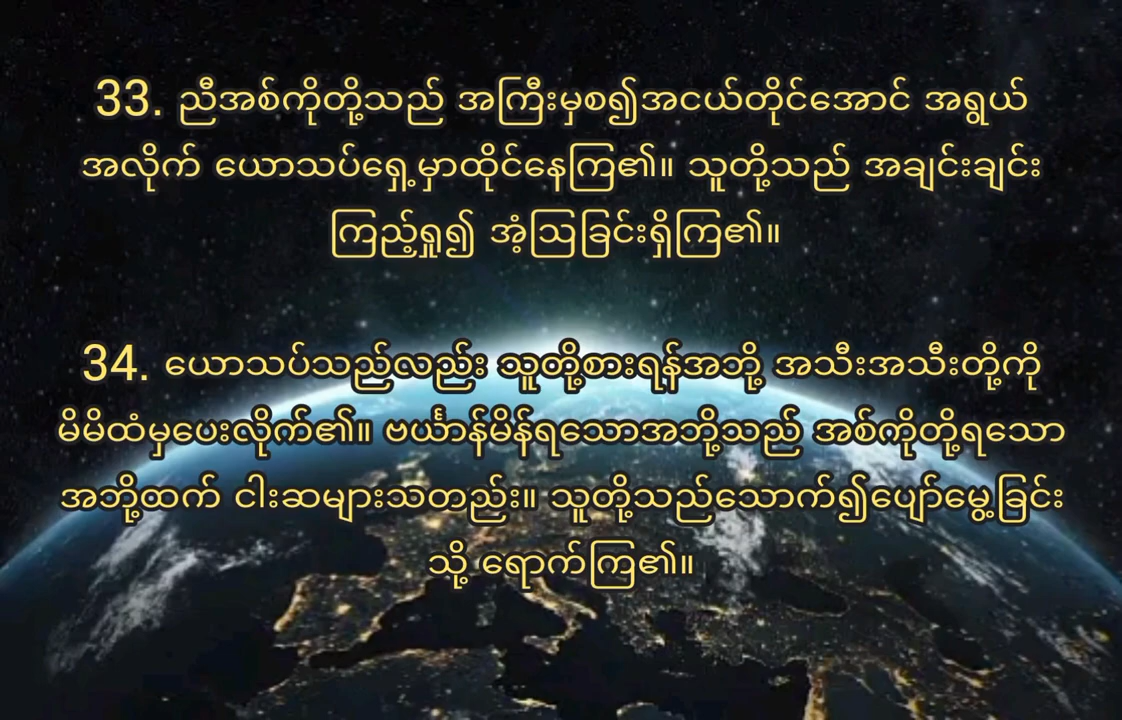 33. ညီအစ်ကိုတို့သည် အကြီးမှစ၍အငယ်တိုင်အောင် အရွယ်
အလိုက် ယောသပ်ရှေ့မှာထိုင်နေကြ၏။ သူတို့သည် အချင်းချင်း
ကြည့်ရှု၍ အံ့ဩခြင်းရှိကြ၏။
34. ယောသပ်သည်လည်း သူတို့စားရန်အဘို့ အသီးအသီးတို့ကို
မိမိထံမှပေးလိုက်၏။ ဗင်္ယာန်မိန်ရသောအဘို့သည် အစ်ကိုတို့ရသော
အဘို့ထက် ငါးဆများသတည်း။ သူတို့သည်သောက်၍ပျော်မွေ့ခြင်း
သို့ ရောက်ကြ၏။